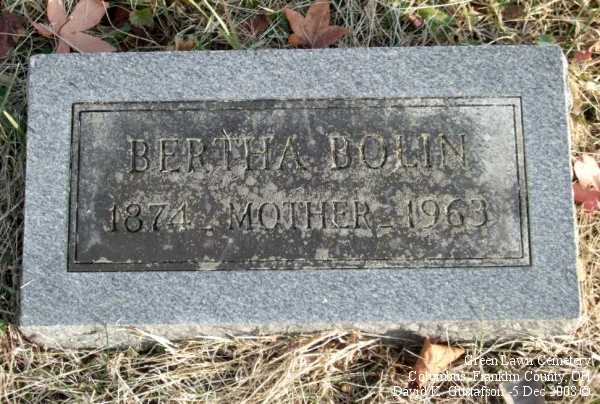 BERTHA BOLIN
1874 - MOTHER - 1963
Green Lawn Cemetery
Columbus, Franklin County, OH
David K. Gustafson -5 Dec 2008 ©